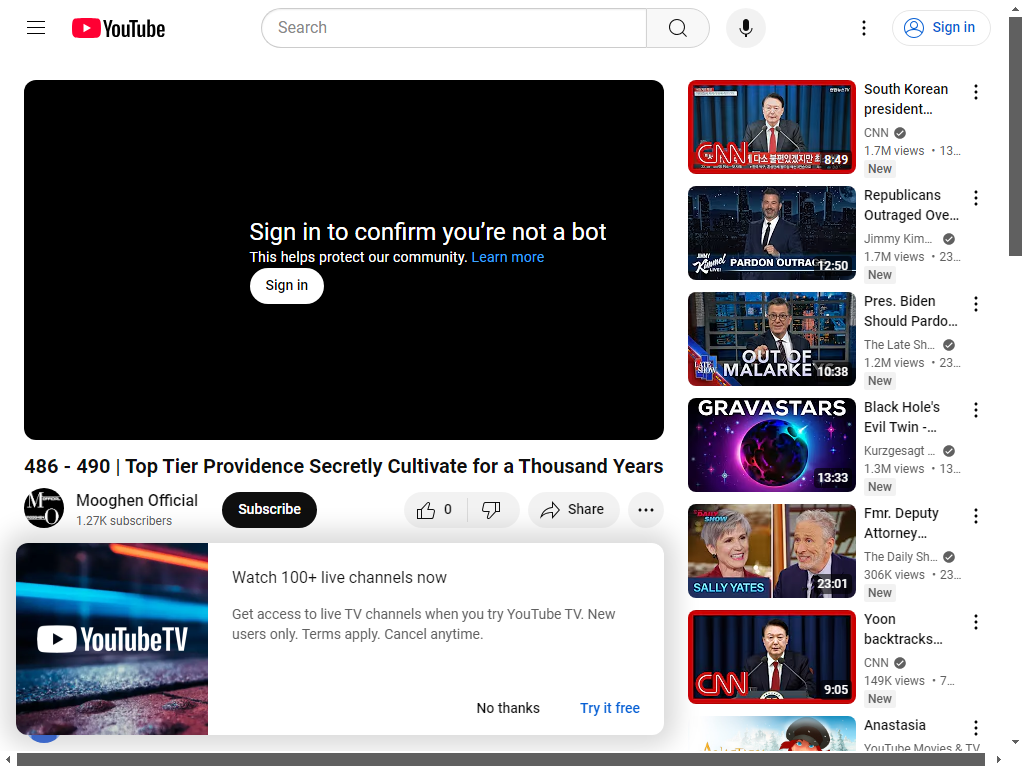 YouTube
Search
Sign in
Sign in to confirm you’re not a bot
This helps protect our community. Learn more
Sign in
486 - 490 | Top Tier Providence Secretly Cultivate for a Thousand Years
Mooghen Official
1.27K subscribers
Subscribe
0
Share
YouTubeTV
Watch 100+ live channels now
Get access to live TV channels when you try YouTube TV. New
users only. Terms apply. Cancel anytime.
No thanks
Try it free
CNN
8:49
South Korean
president…
CNN
1.7M views • 13…
New
JIMMY KIMMEL LIVE!
PARDON OUTRAG
12:50
Republicans
Outraged Ove…
Jimmy Kim…
1.7M views • 23…
New
LATE SHOW
OUT OF
MALARKEY
10:38
Pres. Biden
Should Pardo…
The Late Sh…
1.2M views • 23…
New
GRAVASTARS
13:33
Black Hole's
Evil Twin -…
Kurzgesagt …
1.3M views • 13…
New
DAILY
SHOW
SALLY YATES
23:01
Fmr. Deputy
Attorney…
The Daily Sh…
306K views • 23…
New
CNN
9:05
Yoon
backtracks…
CNN
149K views • 7…
New
Anastasia
YouTube Movies & TV